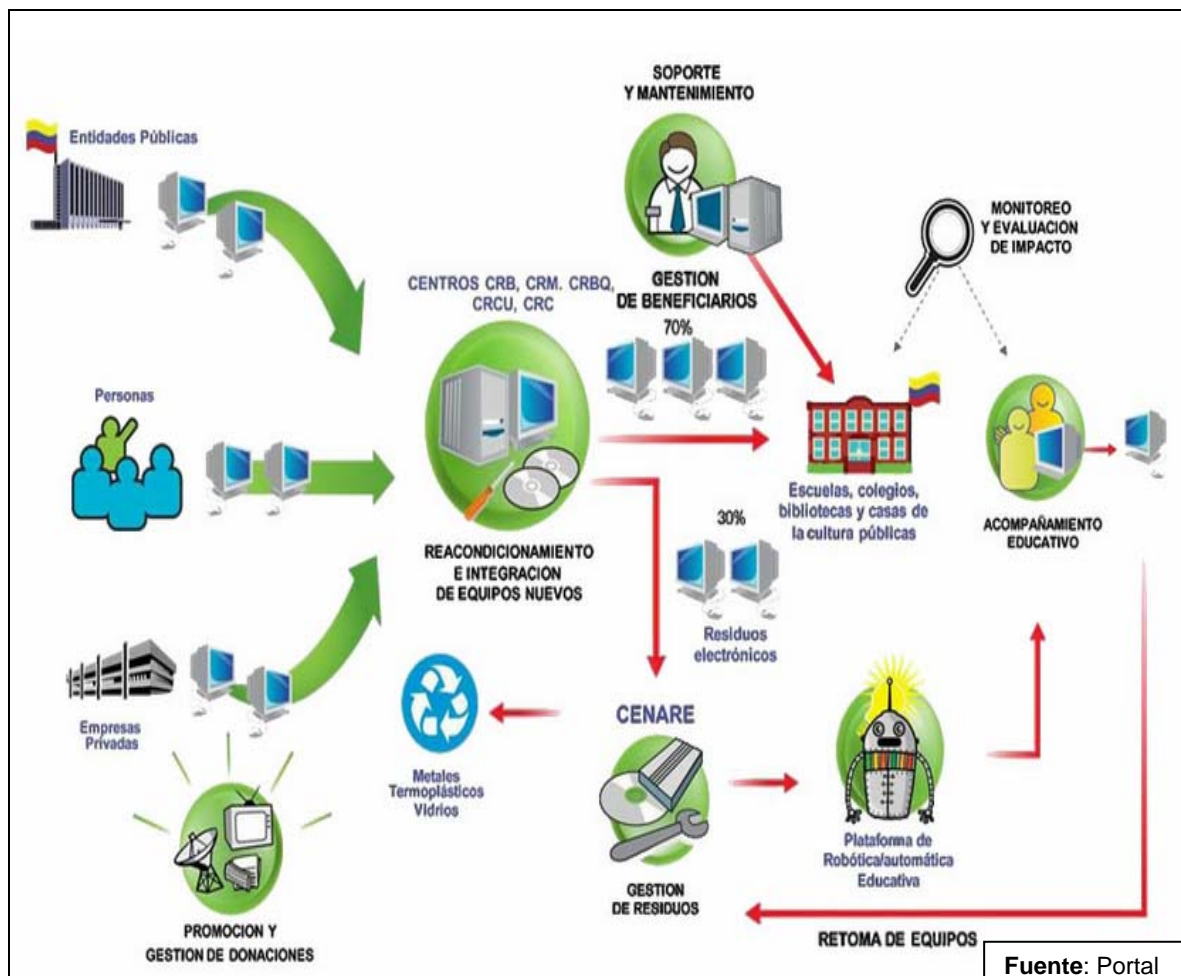 SOPORTE
Y MANTENIMIENTO
Entidades Públicas
MONITOREO
Y EVALUACION
DE IMPACTO
CENTROS CRB, CRM. CRBQ,
CRCU, CRC
GESTION
DE BENEFICIARIOS
70%
Personas
Escuelas, colegios,
bibliotecas y casas de
la cultura públicas
ACOMPAÑAMIENTO
EDUCATIVO
REACONDICIONAMIENTO
E INTEGRACION
DE EQUIPOS NUEVOS
30%
Residuos
electrónicos
Empresas
Privadas
CENARE
Metales
Termoplásticos
Vidrios
Plataforma de
Robótica/automática
Educativa
GESTION
DE RESIDUOS
PROMOCION Y
GESTION DE DONACIONES
RETOMA DE EQUIPOS
Fuente: Portal